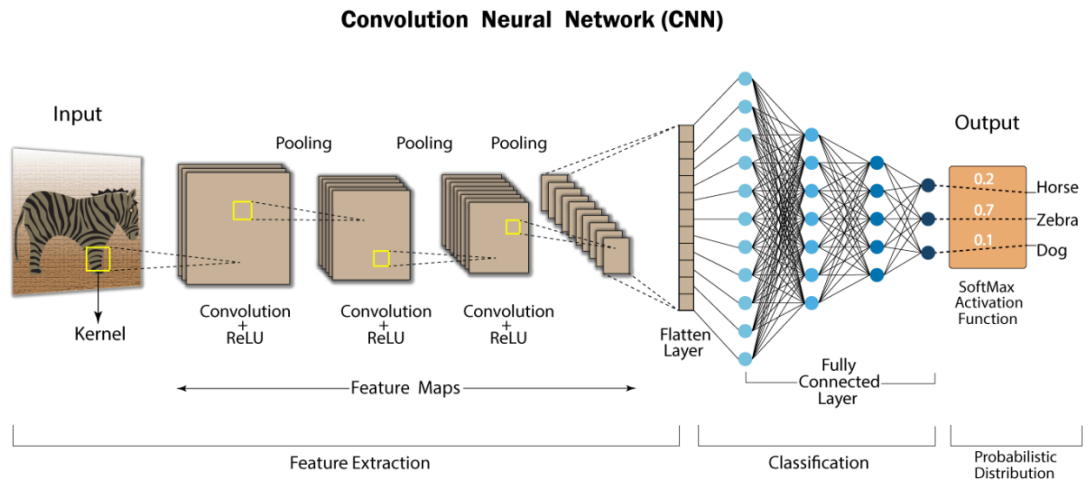 Convolution Neural Network (CNN)
Input
Pooling
Pooling
Pooling
Output
0.2
Horse
0.7
Zebra
0.1
Dog
SoftMax
Activation
Function
Kernel
Convolution
+
ReLU
Convolution
+
ReLU
Convolution
+
ReLU
Flatten
Layer
Fully
Connected
Layer
Feature Maps
Feature Extraction
Classification
Probabilistic
Distribution